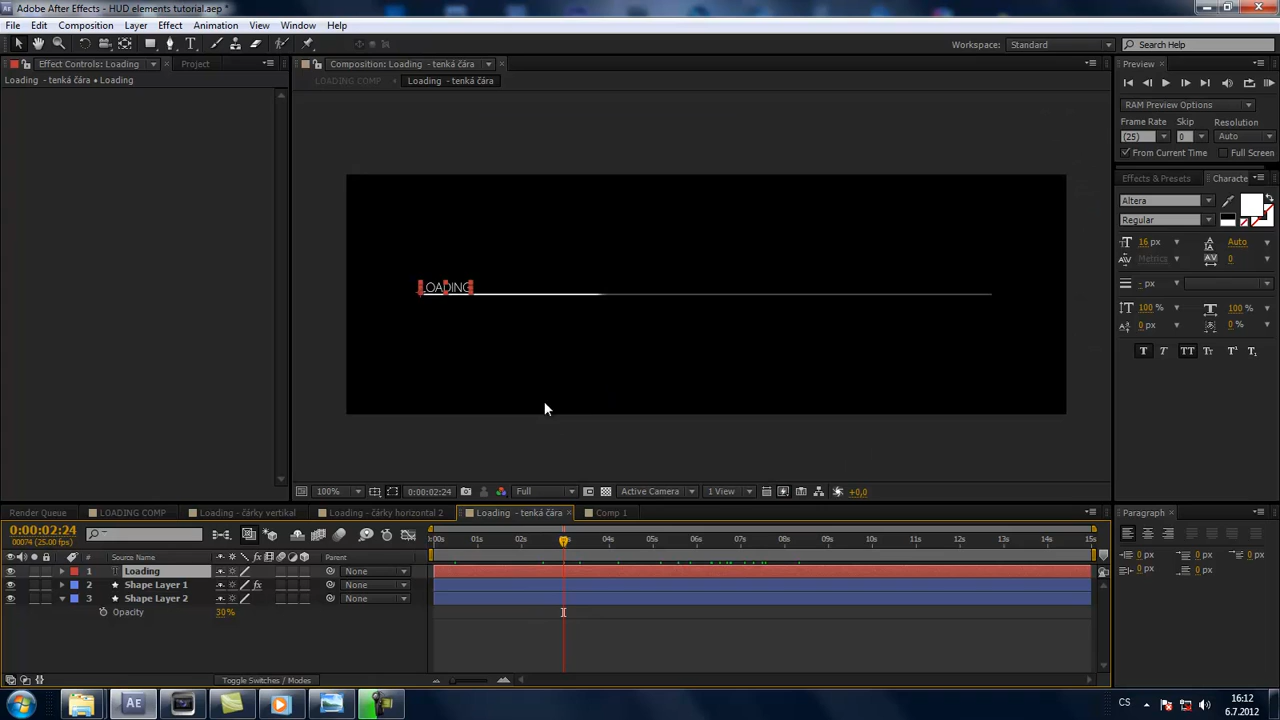 Adobe After Effects - HUD elements tutorial.aep *
File Edit Composition Layer Effect Animation View Window Help
Workspace: Standard Search Help
Effect Controls: Loading Project
Composition: Loading - tenká čára
Preview
Loading - tenká čára • Loading
LOADING COMP Loading - tenká čára
RAM Preview Options
Frame Rate Skip Resolution
(25) 0 Auto
From Current Time Full Screen
Effects & Presets Characte
Altera
Regular
16 px Auto
Metrics 0
- px
100 % 100 %
0 px 0 %
LOADING
100% 0:00:02:24 Full Active Camera 1 View +0,0
Render Queue LOADING COMP Loading - čárky vertikal Loading - čárky horizontal 2 Loading - tenká čára Comp 1
Paragraph
0:00:02:24
00074 (25.00 fps)
:00s 01s 02s 3s 04s 05s 06s 07s 08s 09s 10s 11s 12s 13s 14s 15s
# Source Name Parent
1 T Loading None
2 Shape Layer 1 None
3 Shape Layer 2 None
Opacity 30%
0 px 0 px 0 px
0 px 0 px
Toggle Switches / Modes
Ae
CS
16:12
6.7.2012